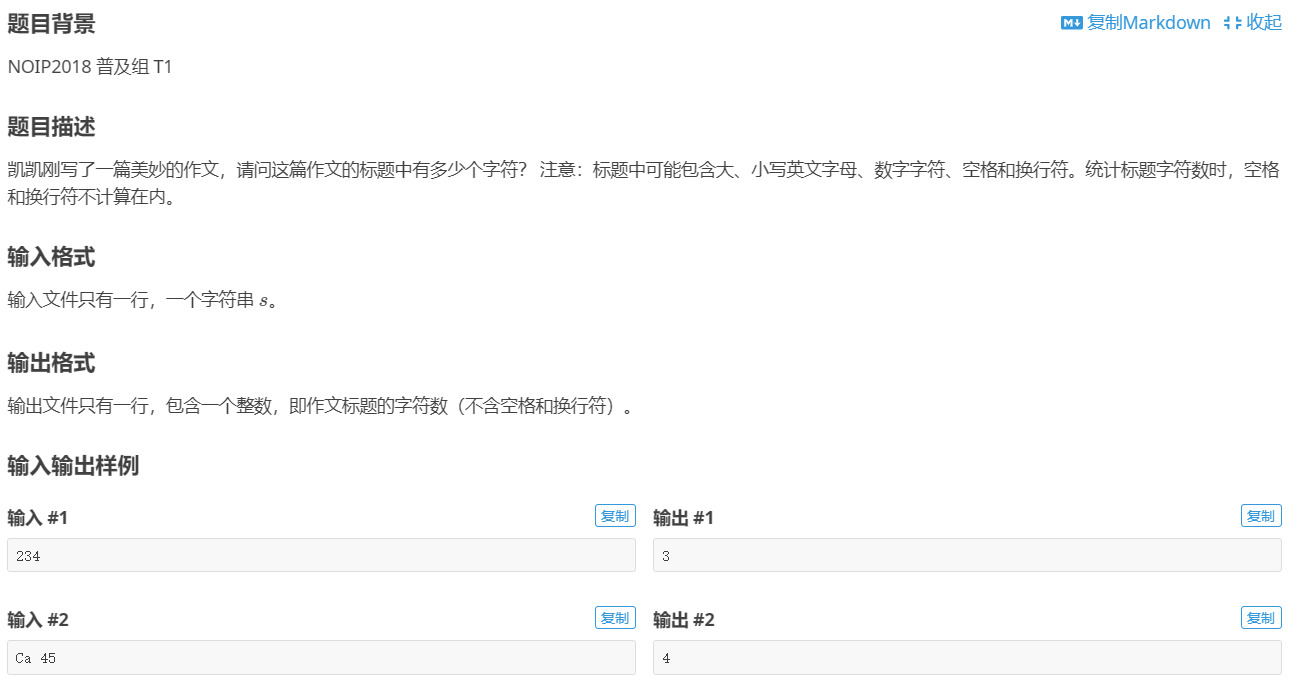 题目背景
复制Markdown 收起
NOIP2018 普及组 T1
题目描述
凯凯刚写了一篇美妙的作文，请问这篇作文的标题中有多少个字符？ 注意：标题中可能包含大、小写英文字母、数字字符、空格和换行符。统计标题字符数时，空格
和换行符不计算在内。
输入格式
输入文件只有一行，一个字符串 s。
输出格式
输出文件只有一行，包含一个整数，即作文标题的字符数（不含空格和换行符）。
输入输出样例
输入 #1
复制
234
输出 #1
复制
3
输入 #2
复制
Ca 45
输出 #2
复制
4